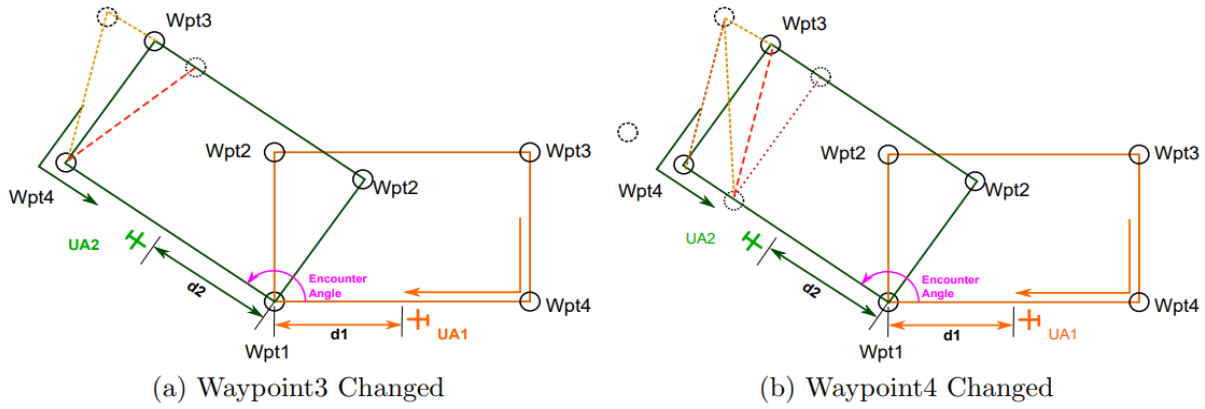 Wpt3
Wpt2
Wpt3
Wpt2
Wpt4
UA2
Encounter
Angle
d2
Wpt4
d1
UA1
Wpt1
(a) Waypoint3 Changed
Wpt3
Wpt2
Wpt3
Wpt2
Wpt4
UA2
Encounter
Angle
d2
Wpt4
d1
UA1
Wpt1
(b) Waypoint4 Changed